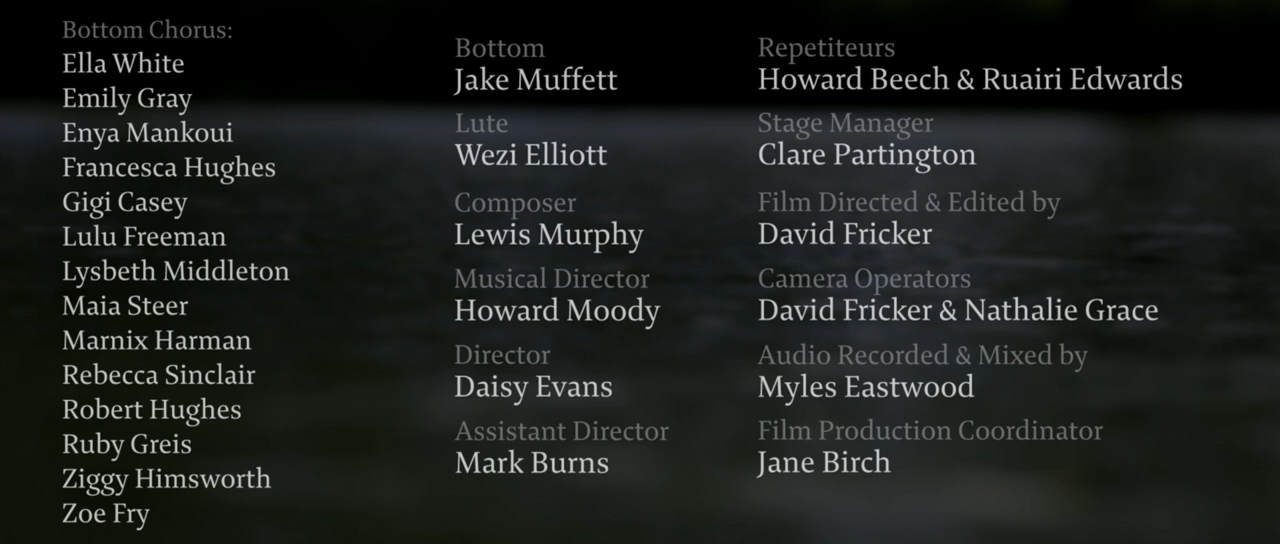 Bottom Chorus:
Ella White
Emily Gray
Enya Mankoui
Francesca Hughes
Gigi Casey
Lulu Freeman
Lysbeth Middleton
Maia Steer
Marnix Harman
Rebecca Sinclair
Robert Hughes
Ruby Greis
Ziggy Himsworth
Zoe Fry
Bottom
Jake Muffett
Lute
Wezi Elliott
Composer
Lewis Murphy
Musical Director
Howard Moody
Director
Daisy Evans
Assistant Director
Mark Burns
Repetiteurs
Howard Beech & Ruairi Edwards
Stage Manager
Clare Partington
Film Directed & Edited by
David Fricker
Camera Operators
David Fricker & Nathalie Grace
Audio Recorded & Mixed by
Myles Eastwood
Film Production Coordinator
Jane Birch